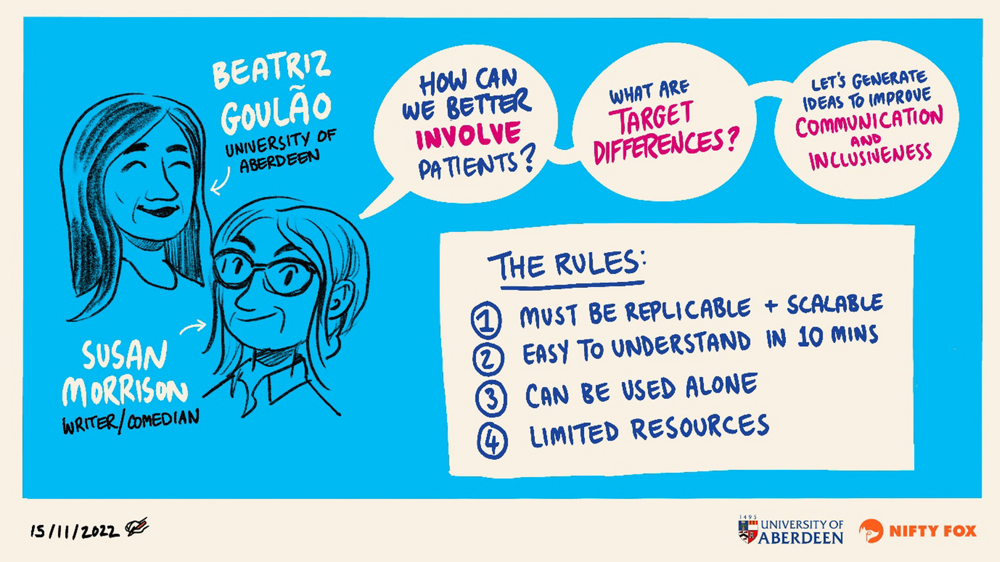 BEATRIZ
GOULÃO
UNIVERSITY OF
ABERDEEN
SUSAN
MORRISON
WRITER/COMEDIAN
HOW CAN
WE BETTER
INVOLVE
PATIENTS?
WHAT ARE
TARGET
DIFFERENCES?
LET'S GENERATE
IDEAS TO IMPROVE
COMMUNICATION
AND
INCLUSIVENESS
THE RULES:
1 MUST BE REPLICABLE + SCALABLE
2 EASY TO UNDERSTAND IN 10 MINS
3 CAN BE USED ALONE
4 LIMITED RESOURCES
15/11/2022
1495
UNIVERSITY OF
ABERDEEN
NIFTY FOX